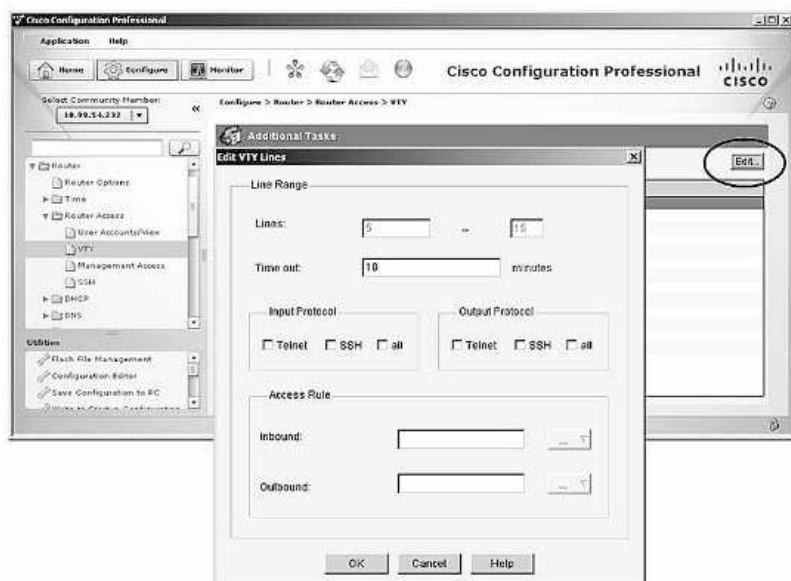 Cisco Configuration Professional
Application Help
Home Configure Monitor Cisco Configuration Professional CISCO
Select Community Member:
10.99.54.232
Configure > Router > Router Access > VTY
Additional Tasks
Edit VTY Lines
Edit
Router
Router Options
Time
Router Access
User Accounts/View
VTY
Management Access
SSH
DHCP
DNS
Utilities
Flash File Management
Configuration Editor
Save Configuration to PC
Write to Startup Configuration
Line Range
Lines: 5 -- 15
Time out: 10 minutes
Input Protocol Output Protocol
Telnet SSH all Telnet SSH all
Access Rule
Inbound: ...
Outbound: ...
OK Cancel Help